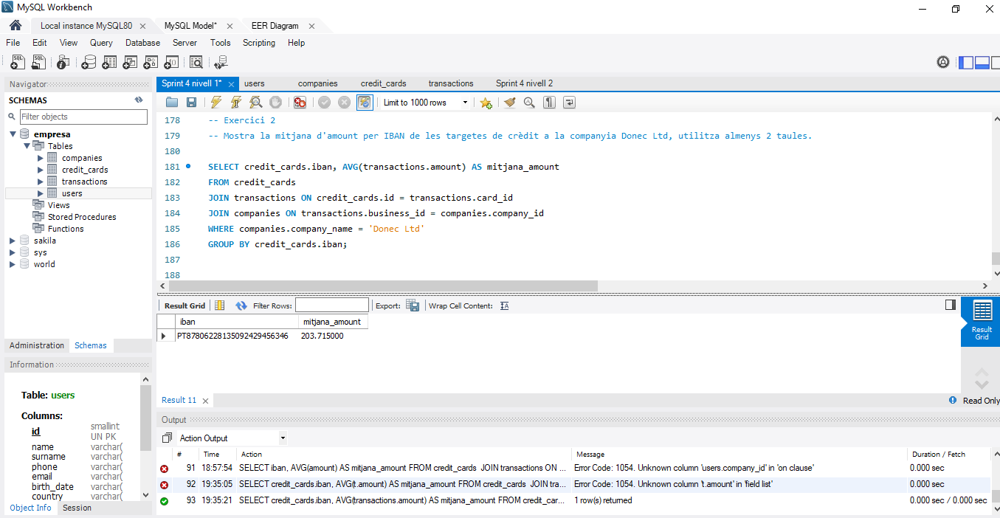 MySQL Workbench
Local instance MySQL80
MySQL Model*
EER Diagram
File Edit View Query Database Server Tools Scripting Help
Navigator
SCHEMAS
Filter objects
empresa
Tables
companies
credit_cards
transactions
users
Views
Stored Procedures
Functions
sakila
sys
world
Administration Schemas
Information
Table: users
Columns:
id smallint UN PK
name varchar(
surname varchar(
phone varchar(
email varchar(
birth_date varchar(
country varchar(
Object Info Session
Sprint 4 nivell 1* users companies credit_cards transactions Sprint 4 nivell 2
Limit to 1000 rows
178 -- Exercici 2
179 -- Mostra la mitjana d'amount per IBAN de les targetes de crèdit a la companyia Donec Ltd, utilitza almenys 2 taules.
180
181 SELECT credit_cards.iban, AVG(transactions.amount) AS mitjana_amount
182 FROM credit_cards
183 JOIN transactions ON credit_cards.id = transactions.card_id
184 JOIN companies ON transactions.business_id = companies.company_id
185 WHERE companies.company_name = 'Donec Ltd'
186 GROUP BY credit_cards.iban;
187
188
Result Grid Filter Rows: Export: Wrap Cell Content:
iban mitjana_amount
PT87806228135092429456346 203.715000
Result Grid
Result 11
Read Only
Output
Action Output
# Time Action Message Duration / Fetch
91 18:57:54 SELECT iban, AVG(amount) AS mitjana_amount FROM credit_cards JOIN transactions ON ... Error Code: 1054. Unknown column 'users.company_id' in 'on clause' 0.000 sec
92 19:35:05 SELECT credit_cards.iban, AVG(t.amount) AS mitjana_amount FROM credit_cards JOIN tra... Error Code: 1054. Unknown column 't.amount' in 'field list' 0.000 sec
93 19:35:21 SELECT credit_cards.iban, AVG(transactions.amount) AS mitjana_amount FROM credit_car... 1 row(s) returned 0.000 sec / 0.000 sec